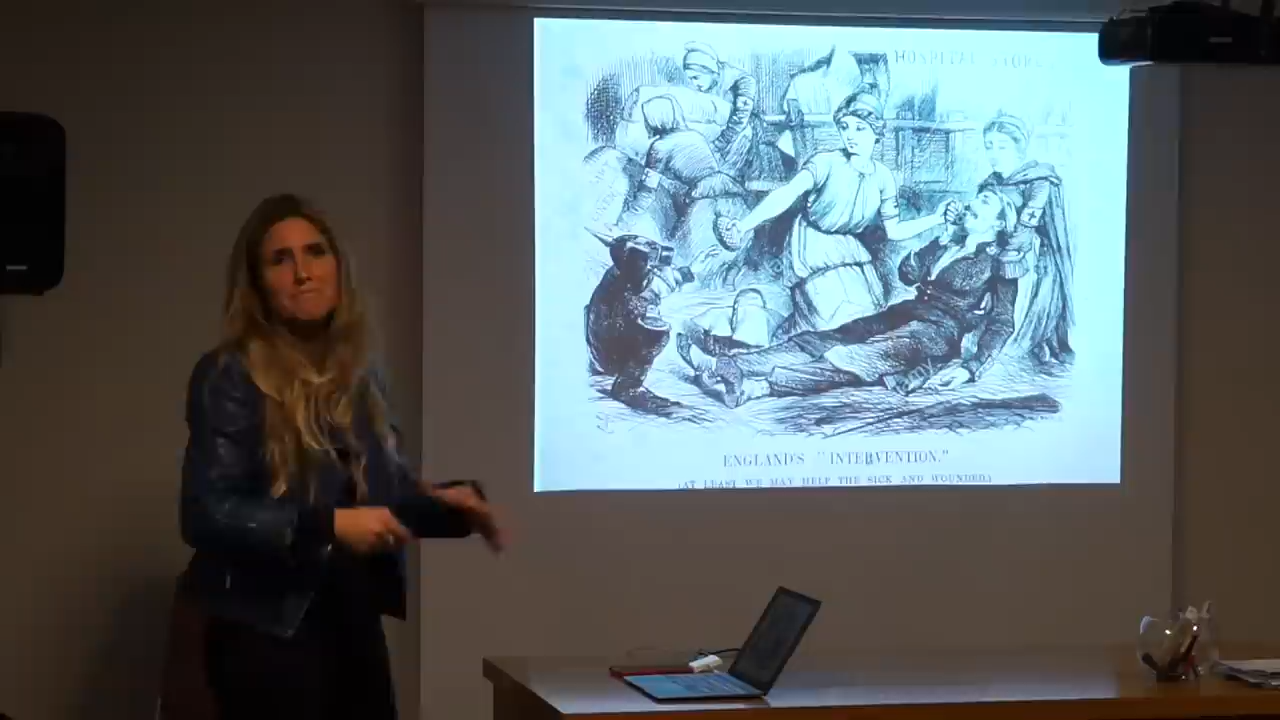 HOSPITAL STORES
ENGLAND'S "INTERVENTION."
(AT LEAST WE MAY HELP THE SICK AND WOUNDED.)